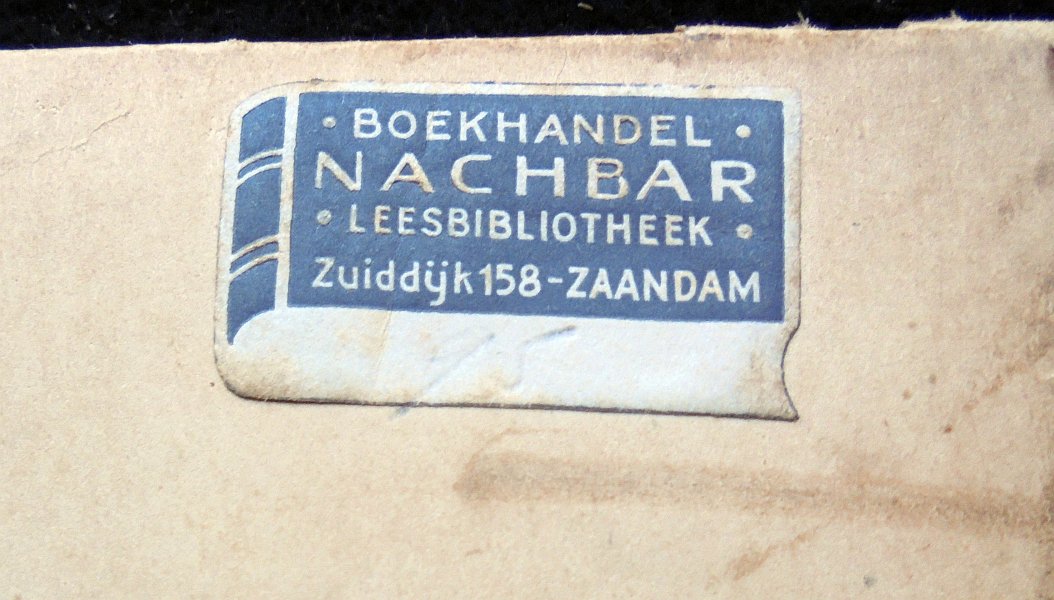 · BOEKHANDEL ·
NACHBAR
· LEESBIBLIOTHEEK ·
Zuiddijk 158-ZAANDAM